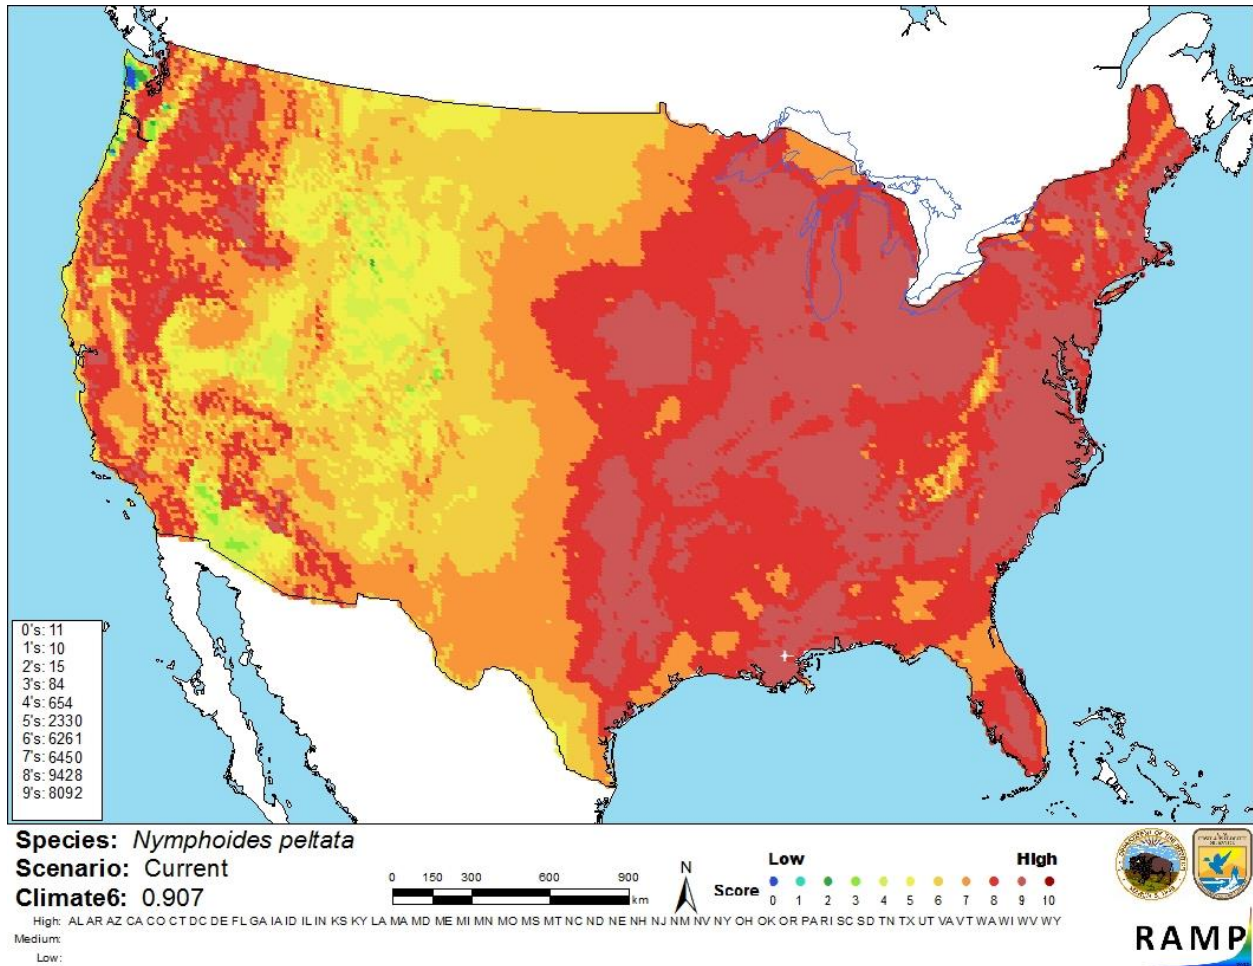 0's: 11
1's: 10
2's: 15
3's: 84
4's: 654
5's: 2330
6's: 6261
7's: 6450
8's: 9428
9's: 8092
Species: Nymphoides peltata
Scenario: Current
Climate6: 0.907
0 150 300 600 900
km
N
Low High
Score
0 1 2 3 4 5 6 7 8 9 10
High: AL AR AZ CA CO CT DC DE FL GA IA ID IL IN KS KY LA MA MD ME MI MN MO MS MT NC ND NE NH NJ NM NV NY OH OK OR PA RI SC SD TN TX UT VA VT WA WI WV WY
Medium:
Low:
RAMP